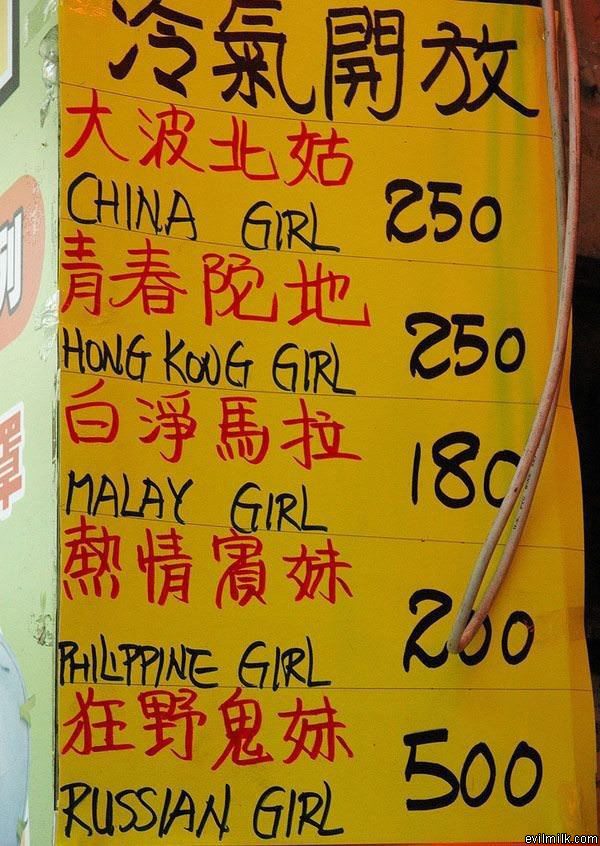 冷氣開放
大波北姑
CHINA GIRL 250
青春陀地
HONG KOUG GIRL 250
白淨馬拉
MALAY GIRL 180
熱情賓妹
PHILIPPINE GIRL 200
狂野鬼妹
RUSSIAN GIRL 500
evilmilk.com